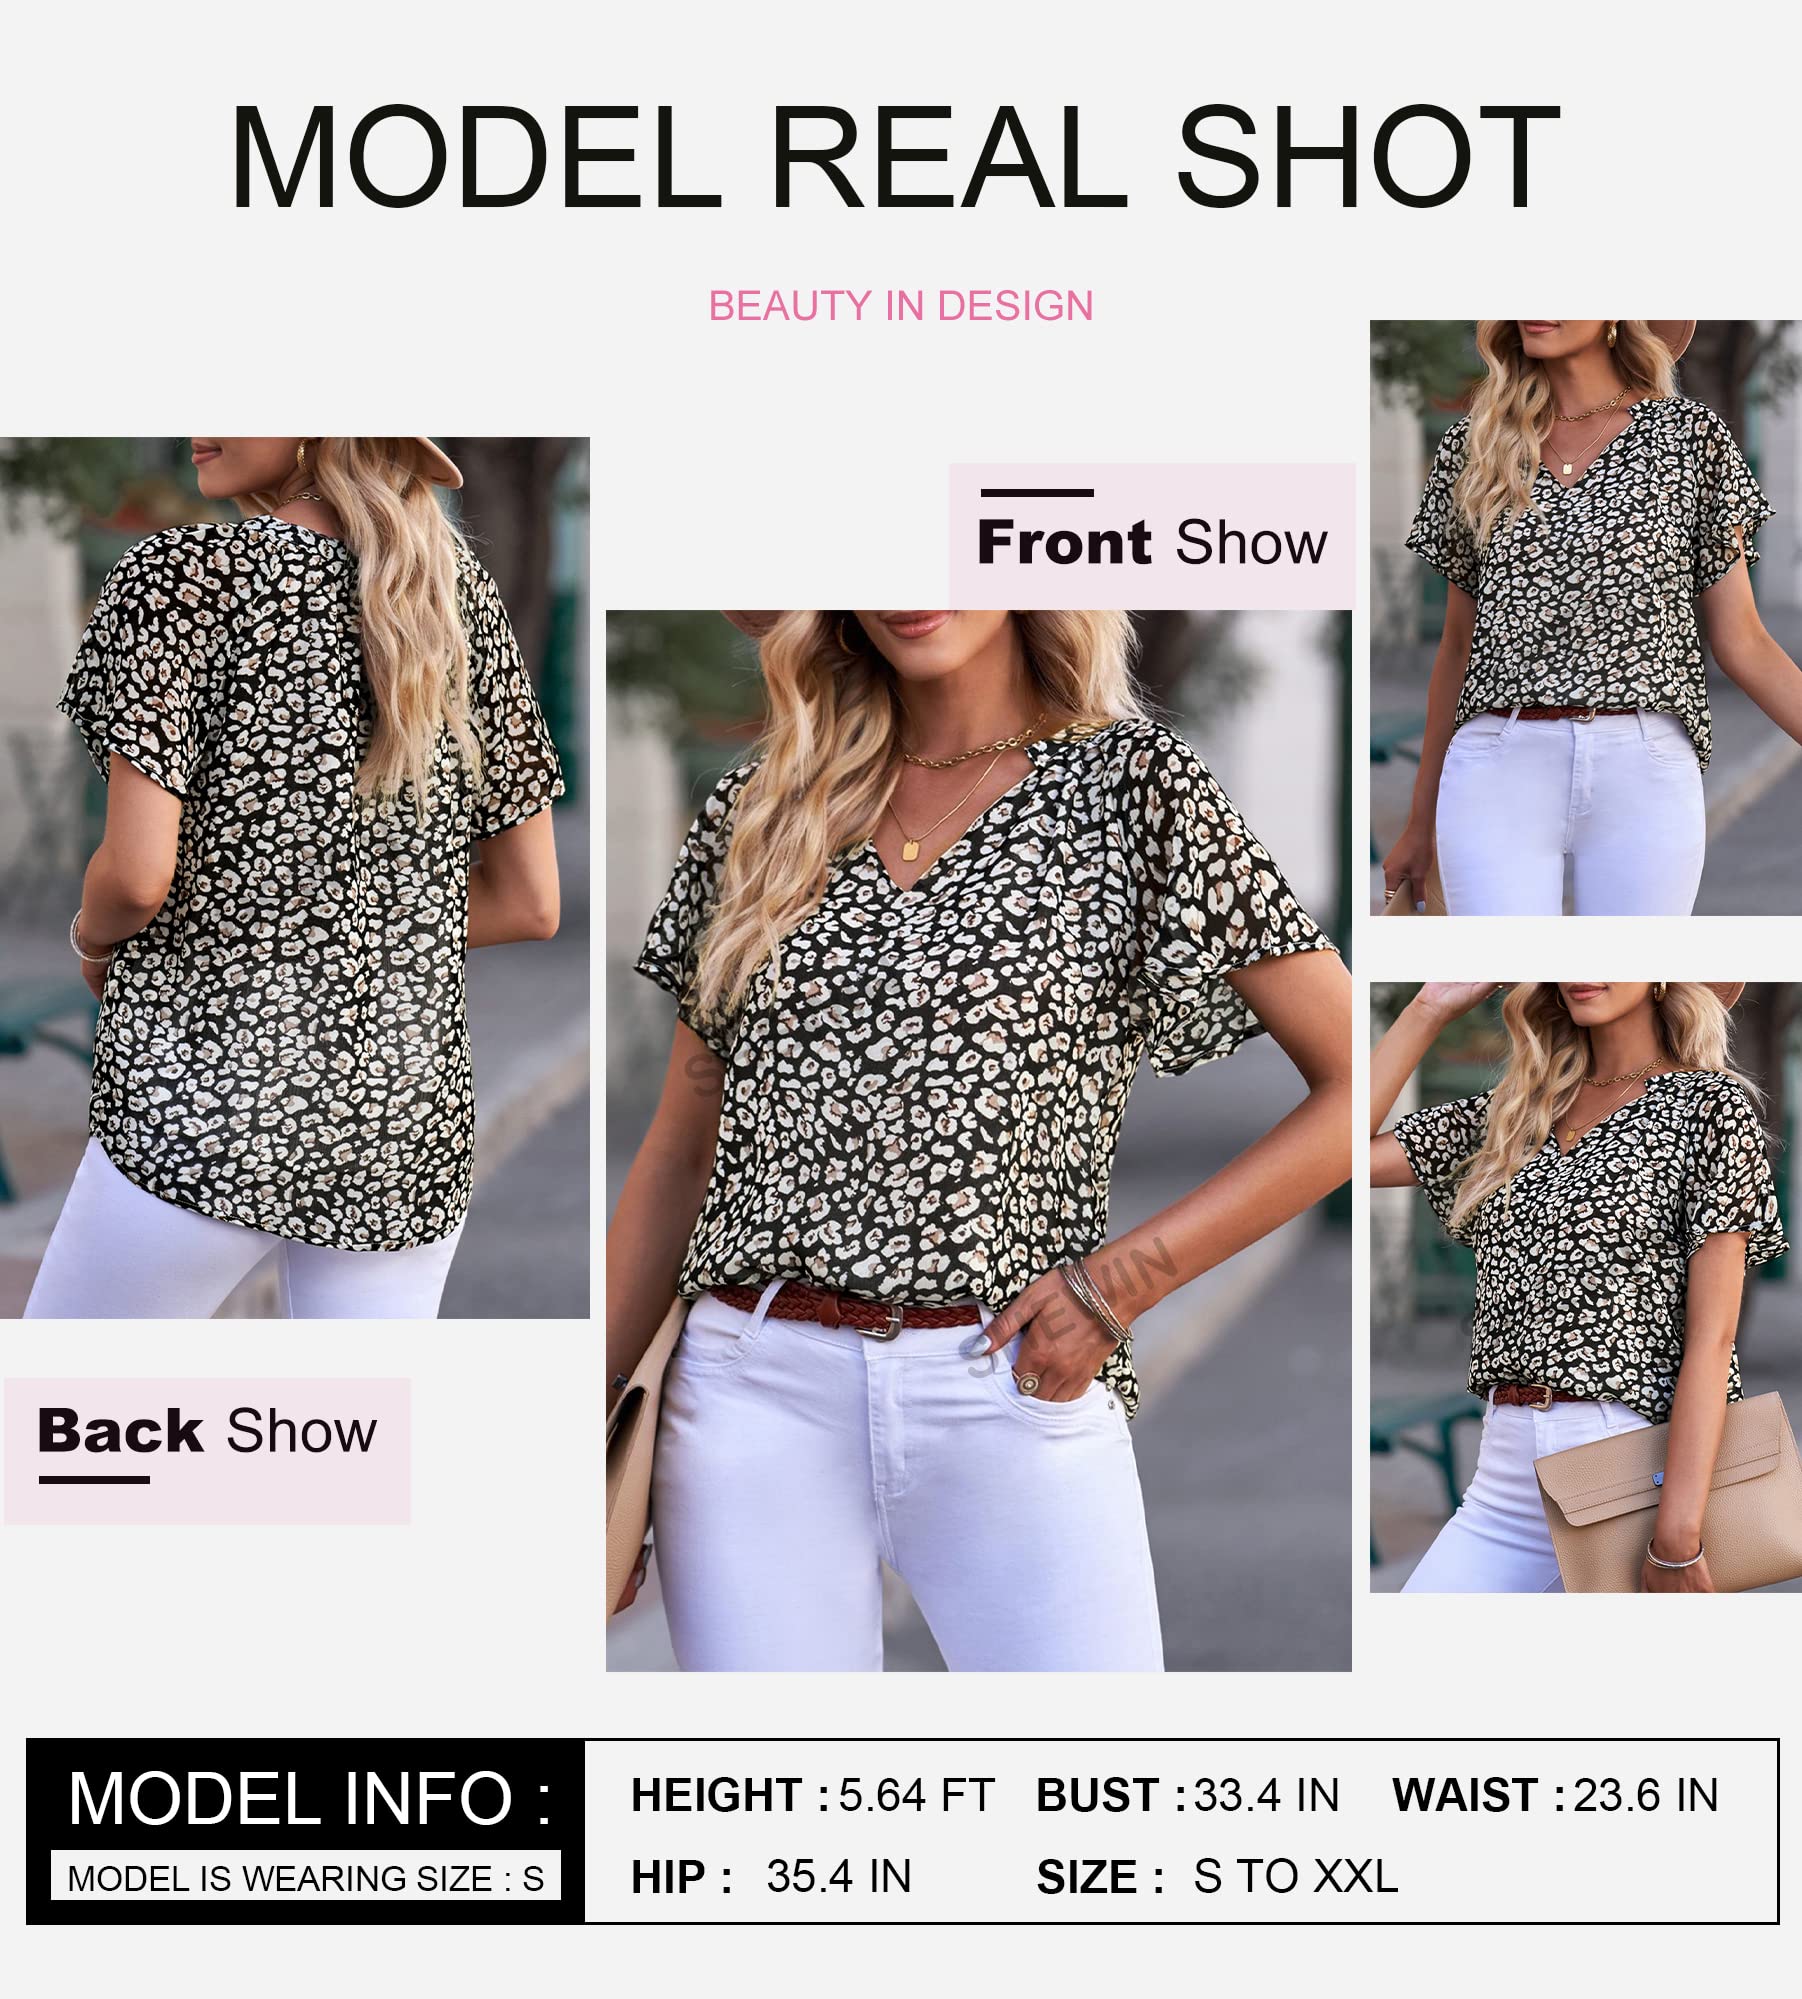 MODEL REAL SHOT
BEAUTY IN DESIGN
Front Show
SHEWIN
Back Show
MODEL INFO :
MODEL IS WEARING SIZE : S
HEIGHT : 5.64 FT BUST : 33.4 IN WAIST : 23.6 IN
HIP : 35.4 IN SIZE : S TO XXL